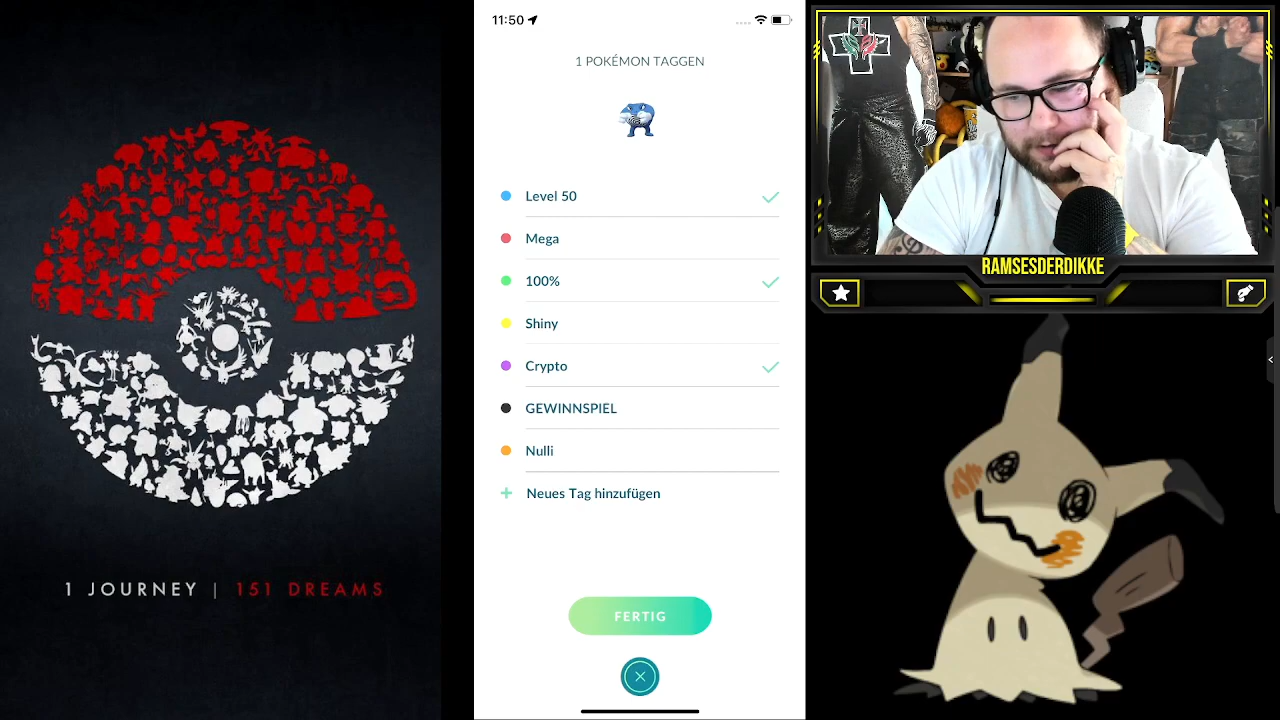 1 JOURNEY | 151 DREAMS
11:50
1 POKÉMON TAGGEN
Level 50
Mega
100%
Shiny
Crypto
GEWINNSPIEL
Nulli
Neues Tag hinzufügen
FERTIG
RAMSESDERDIKKE